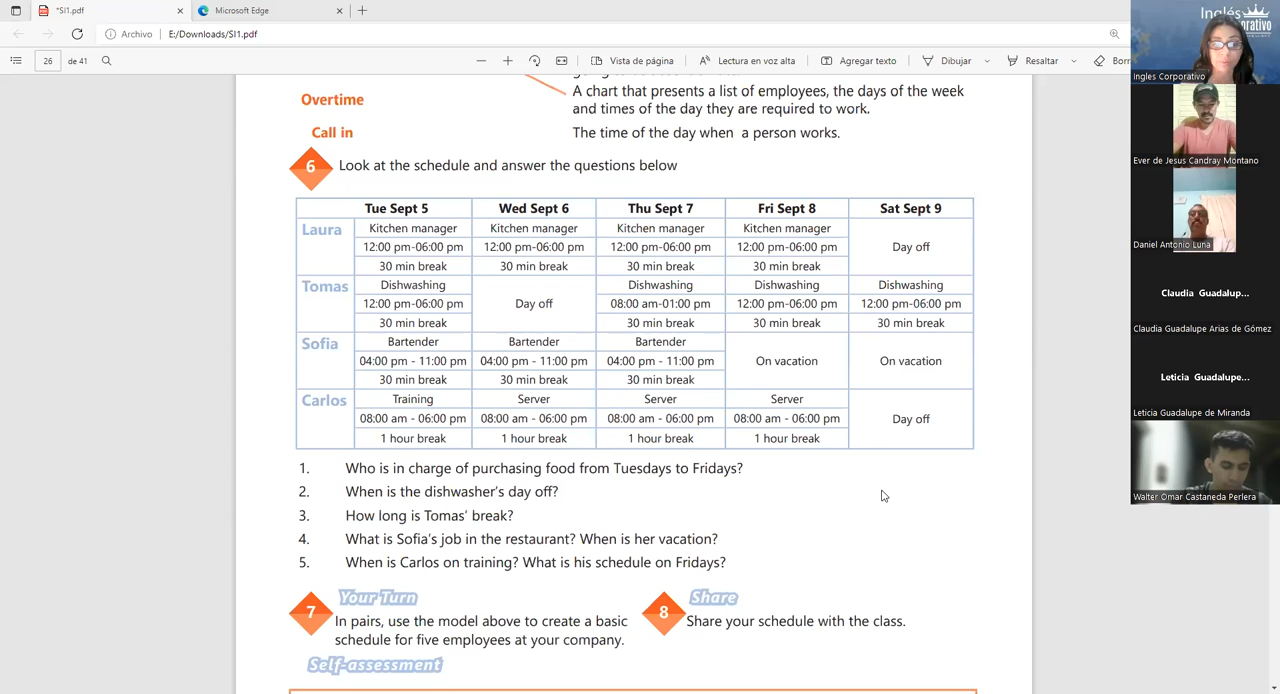 *SI1.pdf
Microsoft Edge
Archivo
E:/Downloads/SI1.pdf
26
de 41
Vista de página
Lectura en voz alta
Agregar texto
Dibujar
Resaltar
Borr
Overtime
A chart that presents a list of employees, the days of the week
and times of the day they are required to work.
Call in
The time of the day when a person works.
6
Look at the schedule and answer the questions below
Tue Sept 5 Wed Sept 6 Thu Sept 7 Fri Sept 8 Sat Sept 9
Laura
Kitchen manager Kitchen manager Kitchen manager Kitchen manager
12:00 pm-06:00 pm 12:00 pm-06:00 pm 12:00 pm-06:00 pm 12:00 pm-06:00 pm Day off
30 min break 30 min break 30 min break 30 min break
Tomas
Dishwashing Dishwashing Dishwashing Dishwashing
12:00 pm-06:00 pm Day off 08:00 am-01:00 pm 12:00 pm-06:00 pm 12:00 pm-06:00 pm
30 min break 30 min break 30 min break 30 min break
Sofia
Bartender Bartender Bartender
04:00 pm - 11:00 pm 04:00 pm - 11:00 pm 04:00 pm - 11:00 pm On vacation On vacation
30 min break 30 min break 30 min break
Carlos
Training Server Server Server
08:00 am - 06:00 pm 08:00 am - 06:00 pm 08:00 am - 06:00 pm 08:00 am - 06:00 pm Day off
1 hour break 1 hour break 1 hour break 1 hour break
1. Who is in charge of purchasing food from Tuesdays to Fridays?
2. When is the dishwasher's day off?
3. How long is Tomas' break?
4. What is Sofia's job in the restaurant? When is her vacation?
5. When is Carlos on training? What is his schedule on Fridays?
7
Your Turn
In pairs, use the model above to create a basic
schedule for five employees at your company.
8
Share
Share your schedule with the class.
Self-assessment
Inglés
Ingles Corporativo
Ever de Jesus Candray Montano
Daniel Antonio Luna
Claudia Guadalup...
Claudia Guadalupe Arias de Gómez
Leticia Guadalupe...
Leticia Guadalupe de Miranda
Walter Omar Castaneda Perlera